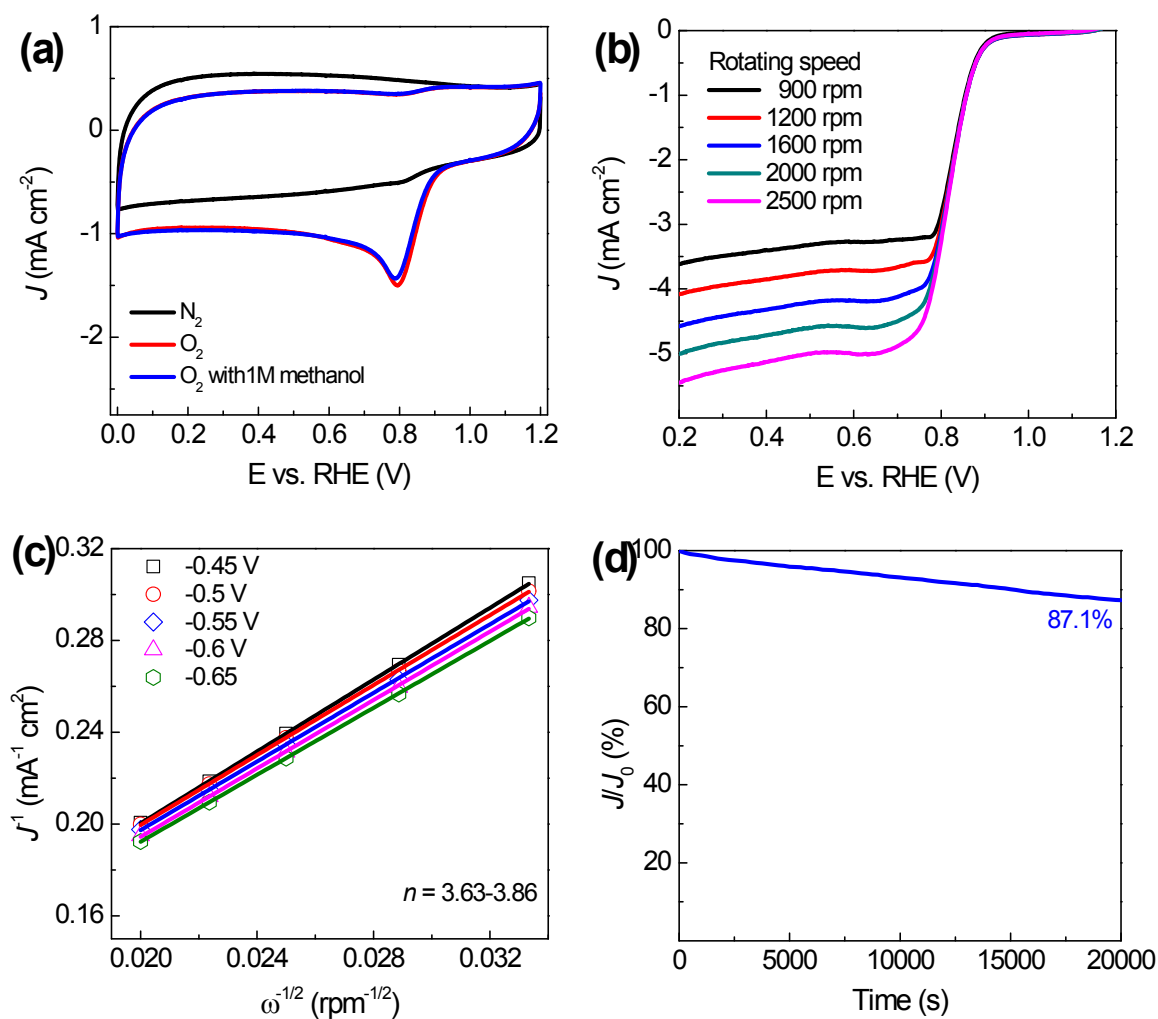 (a)
1
0
-1
-2
J (mA cm⁻²)
N₂
O₂
O₂ with1M methanol
0.0 0.2 0.4 0.6 0.8 1.0 1.2
E vs. RHE (V)
(b)
0
-1
-2
-3
-4
-5
J (mA cm⁻²)
Rotating speed
900 rpm
1200 rpm
1600 rpm
2000 rpm
2500 rpm
0.2 0.4 0.6 0.8 1.0 1.2
E vs. RHE (V)
(c)
0.32
0.28
0.24
0.20
0.16
J⁻¹ (mA⁻¹ cm²)
-0.45 V
-0.5 V
-0.55 V
-0.6 V
-0.65
n = 3.63-3.86
0.020 0.024 0.028 0.032
ω⁻¹/² (rpm⁻¹/²)
(d)
100
80
60
40
20
J/J₀ (%)
87.1%
0 5000 10000 15000 20000
Time (s)